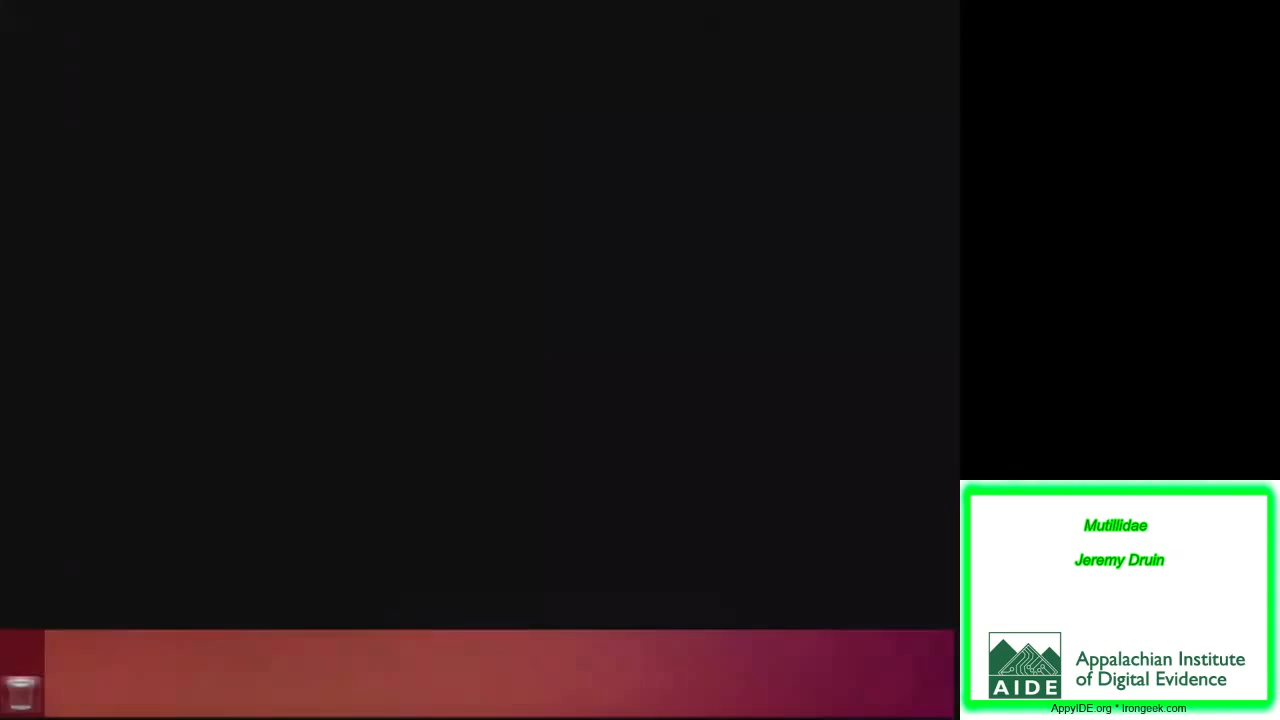 Mutillidae
Jeremy Druin
AIDE
Appalachian Institute
of Digital Evidence
AppyIDE.org * Irongeek.com